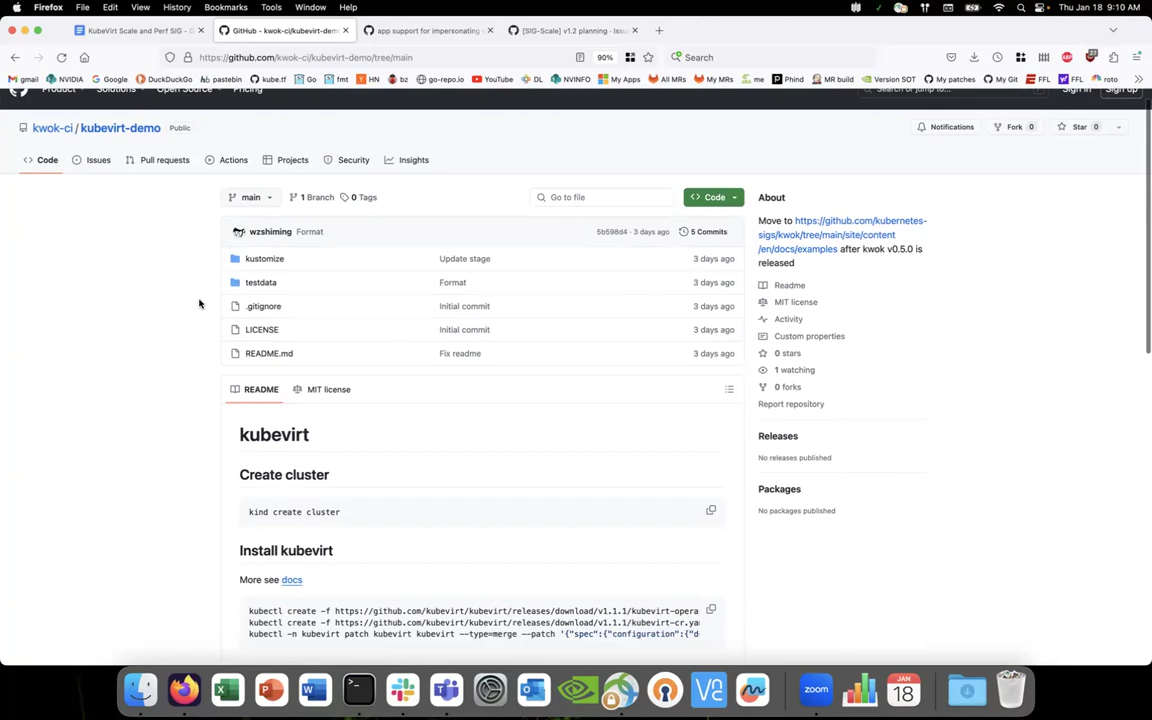 Firefox File Edit View History Bookmarks Tools Window Help Thu Jan 18 9:10 AM
KubeVirt Scale and Perf SIG - G GitHub - kwok-ci/kubevirt-demo app support for impersonating [SIG-Scale] v1.2 planning · Issu
https://github.com/kwok-ci/kubevirt-demo/tree/main 90% Search
gmail NVIDIA Google DuckDuckGo pastebin kube.tf Go fmt HN bz go-repo.io YouTube DL NVINFO My Apps All MRs My MRs me Phind MR build Version SOT My patches My Git FFL FFL roto
Product Solutions Open Source Pricing Search or jump to... Sign in Sign up
kwok-ci / kubevirt-demo Public Notifications Fork 0 Star 0
Code Issues Pull requests Actions Projects Security Insights
main 1 Branch 0 Tags Go to file Code
About
wzshiming Format 5b598d4 · 3 days ago 5 Commits
Move to https://github.com/kubernetes-
sigs/kwok/tree/main/site/content
/en/docs/examples after kwok v0.5.0 is
released
kustomize Update stage 3 days ago
testdata Format 3 days ago
.gitignore Initial commit 3 days ago
LICENSE Initial commit 3 days ago
README.md Fix readme 3 days ago
Readme
MIT license
Activity
Custom properties
0 stars
1 watching
0 forks
Report repository
README MIT license
kubevirt
Create cluster
kind create cluster
Install kubevirt
More see docs
kubectl create -f https://github.com/kubevirt/kubevirt/releases/download/v1.1.1/kubevirt-opera
kubectl create -f https://github.com/kubevirt/kubevirt/releases/download/v1.1.1/kubevirt-cr.ya
kubectl -n kubevirt patch kubevirt kubevirt --type=merge --patch '{"spec":{"configuration":{"d
Releases
No releases published
Packages
No packages published
zoom
JAN
18